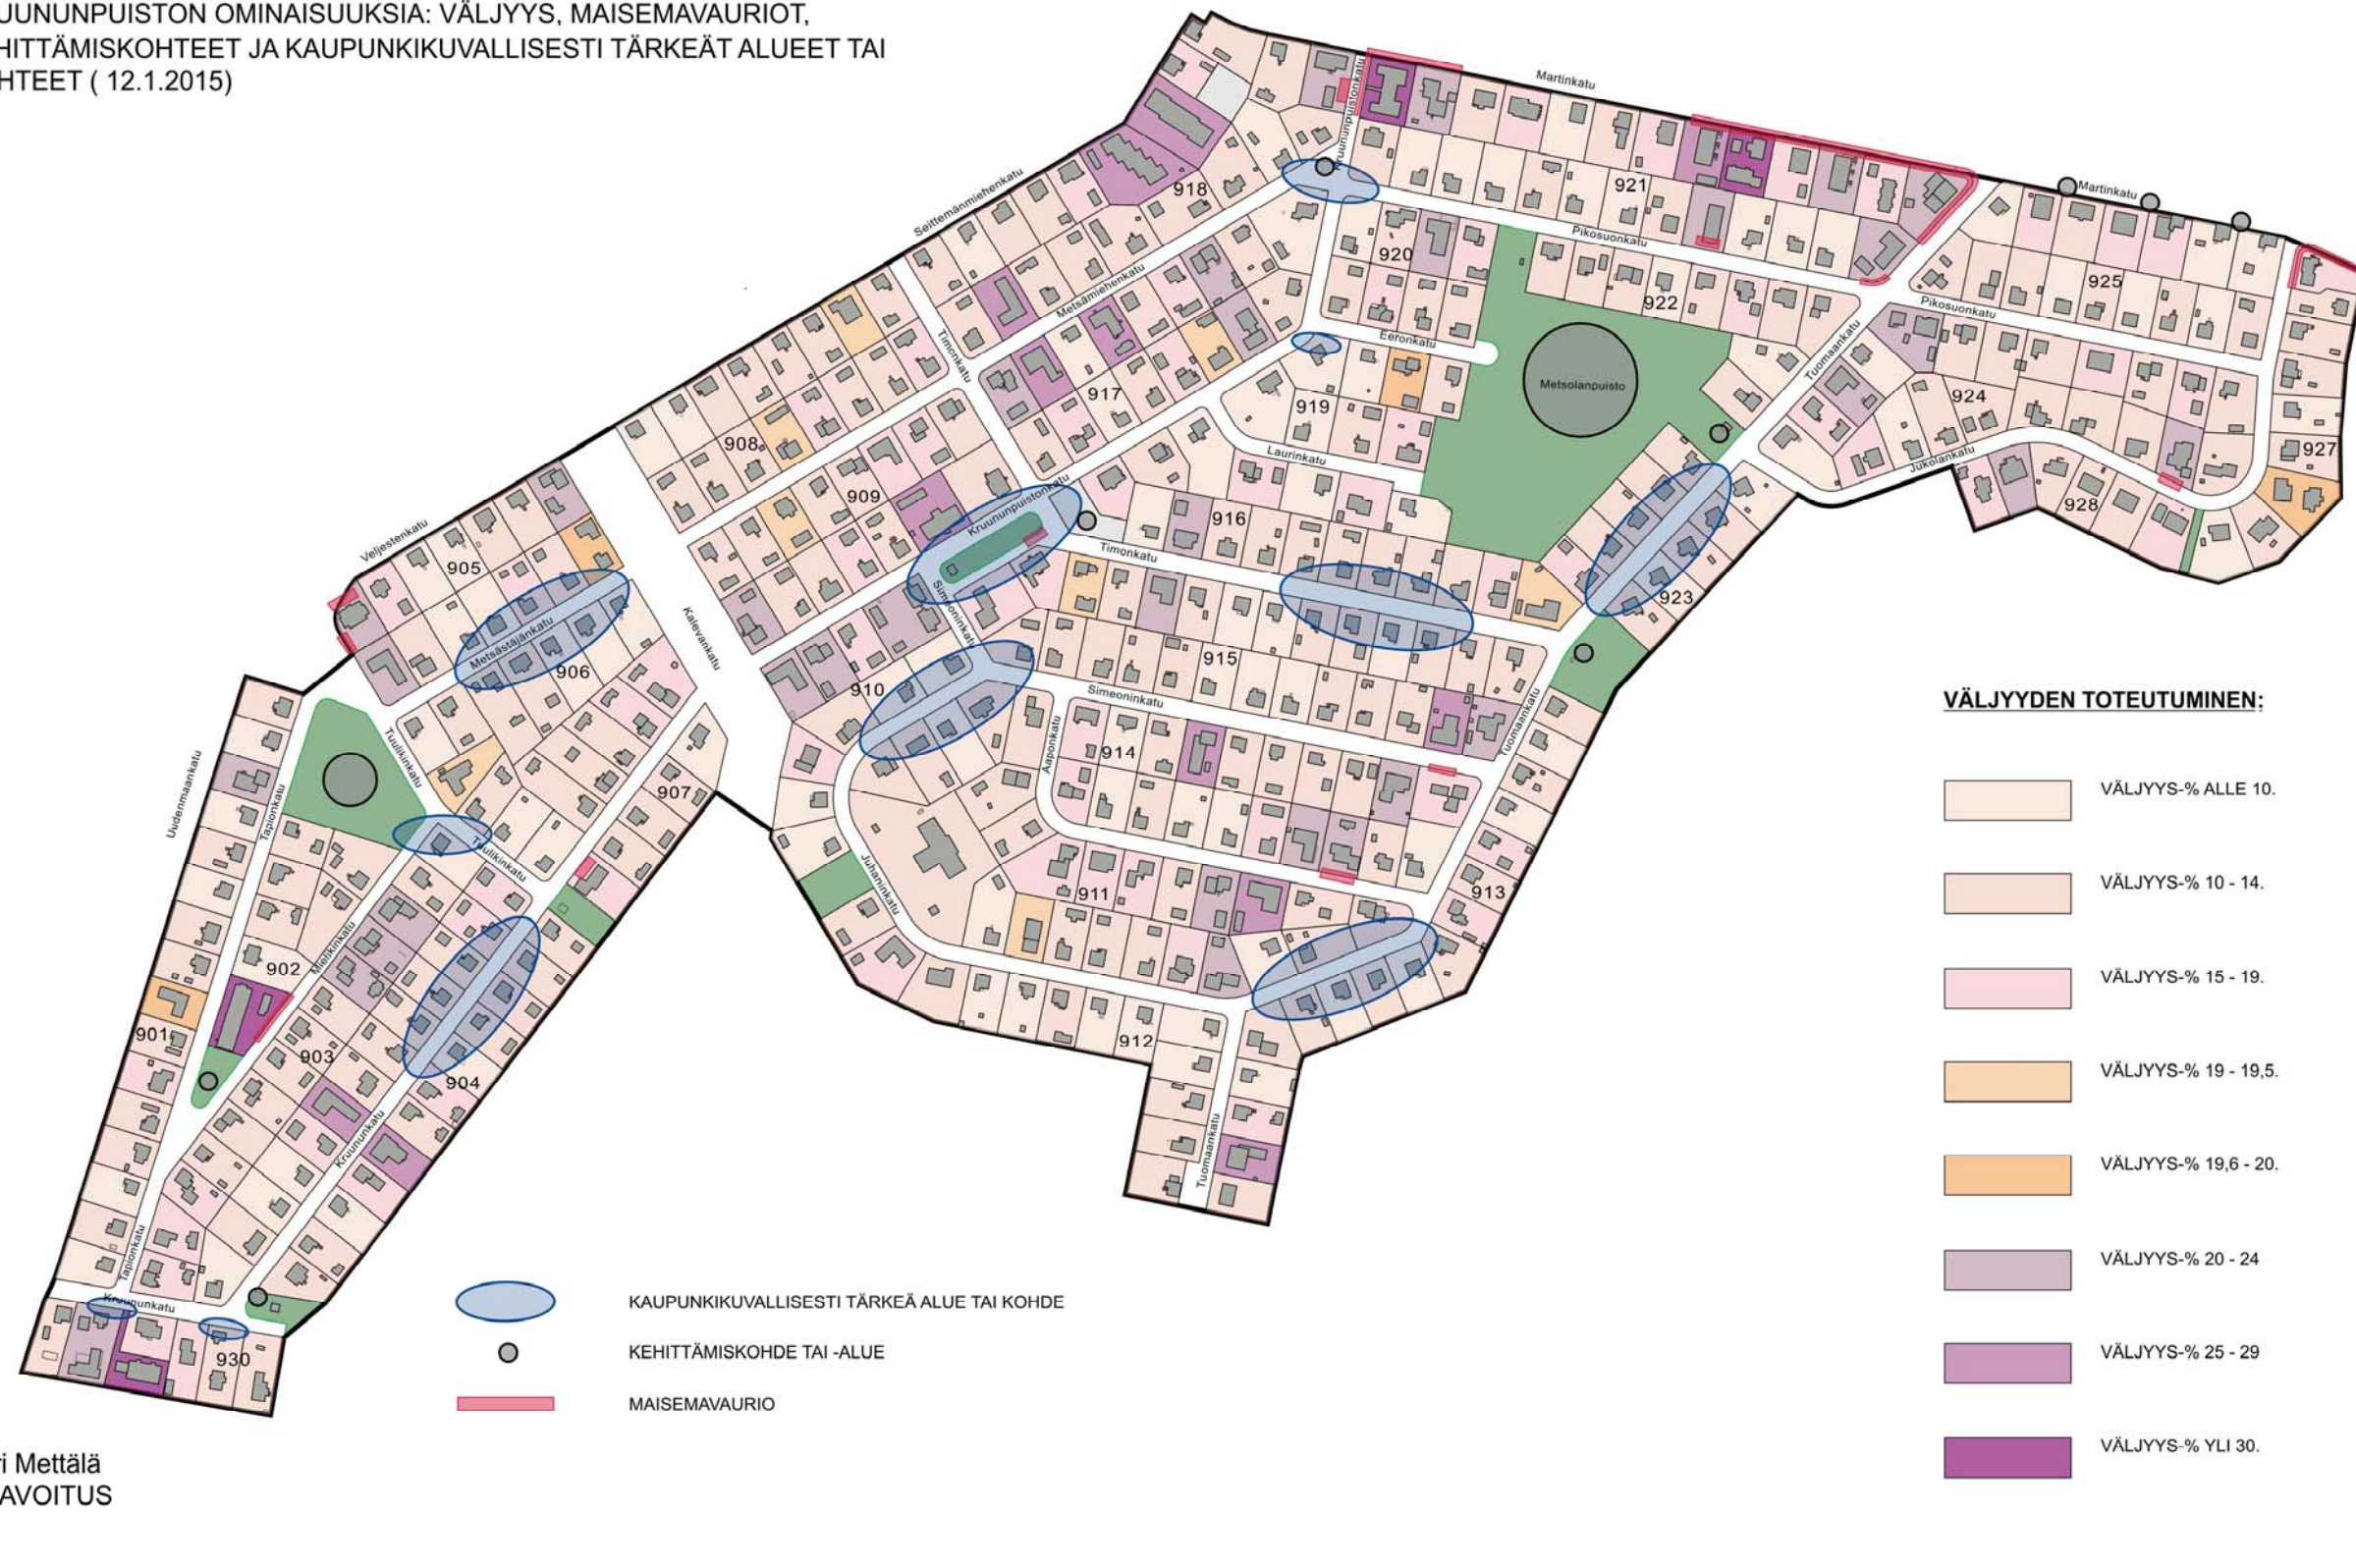 UUNUNPUISTON OMINAISUUKSIA: VÄLJYYS, MAISEMAVAURIOT,
HITTÄMISKOHTEET JA KAUPUNKIKUVALLISESTI TÄRKEÄT ALUEET TAI
HTEET ( 12.1.2015)
Martinkatu
Kruununpuistonkatu
Seittemänmiehenkatu
918
921
Martinkatu
920
Pikosuonkatu
922
925
Pikosuonkatu
Metsämiehenkatu
Timonkatu
Eeronkatu
Tuomaankatu
Metsolanpuisto
917
919
924
908
Laurinkatu
Jukolankatu
927
909
Kruununpuistonkatu
916
928
Veljestenkatu
905
Timonkatu
Simeoninkatu
923
Metsästäjänkatu
906
Kalevankatu
915
910
Simeoninkatu
Tuomaankatu
Aaponkatu
914
Tuulikinkatu
907
Uudenmaankatu
Tapionkatu
Tuulikinkatu
Juhaninkatu
911
913
Mielikinkatu
902
901
903
912
904
Kruununkatu
Tuomaankatu
Tapionkatu
Kruununkatu
930
VÄLJYYDEN TOTEUTUMINEN:
VÄLJYYS-% ALLE 10.
VÄLJYYS-% 10 - 14.
VÄLJYYS-% 15 - 19.
VÄLJYYS-% 19 - 19,5.
VÄLJYYS-% 19,6 - 20.
VÄLJYYS-% 20 - 24
VÄLJYYS-% 25 - 29
VÄLJYYS-% YLI 30.
KAUPUNKIKUVALLISESTI TÄRKEÄ ALUE TAI KOHDE
KEHITTÄMISKOHDE TAI -ALUE
MAISEMAVAURIO
ri Mettälä
AVOITUS